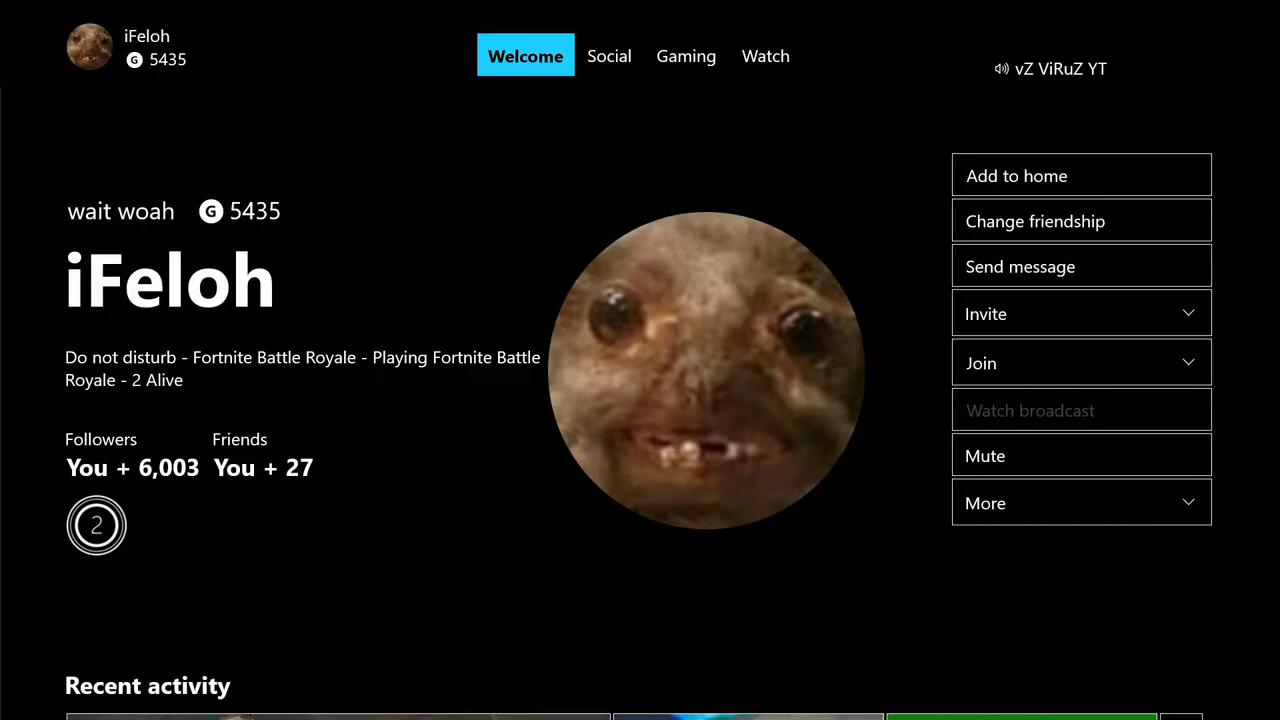 iFeloh
G 5435
Welcome Social Gaming Watch
vZ ViRuZ YT
wait woah G 5435
iFeloh
Do not disturb - Fortnite Battle Royale - Playing Fortnite Battle
Royale - 2 Alive
Followers Friends
You + 6,003 You + 27
2
Add to home
Change friendship
Send message
Invite
Join
Watch broadcast
Mute
More
Recent activity